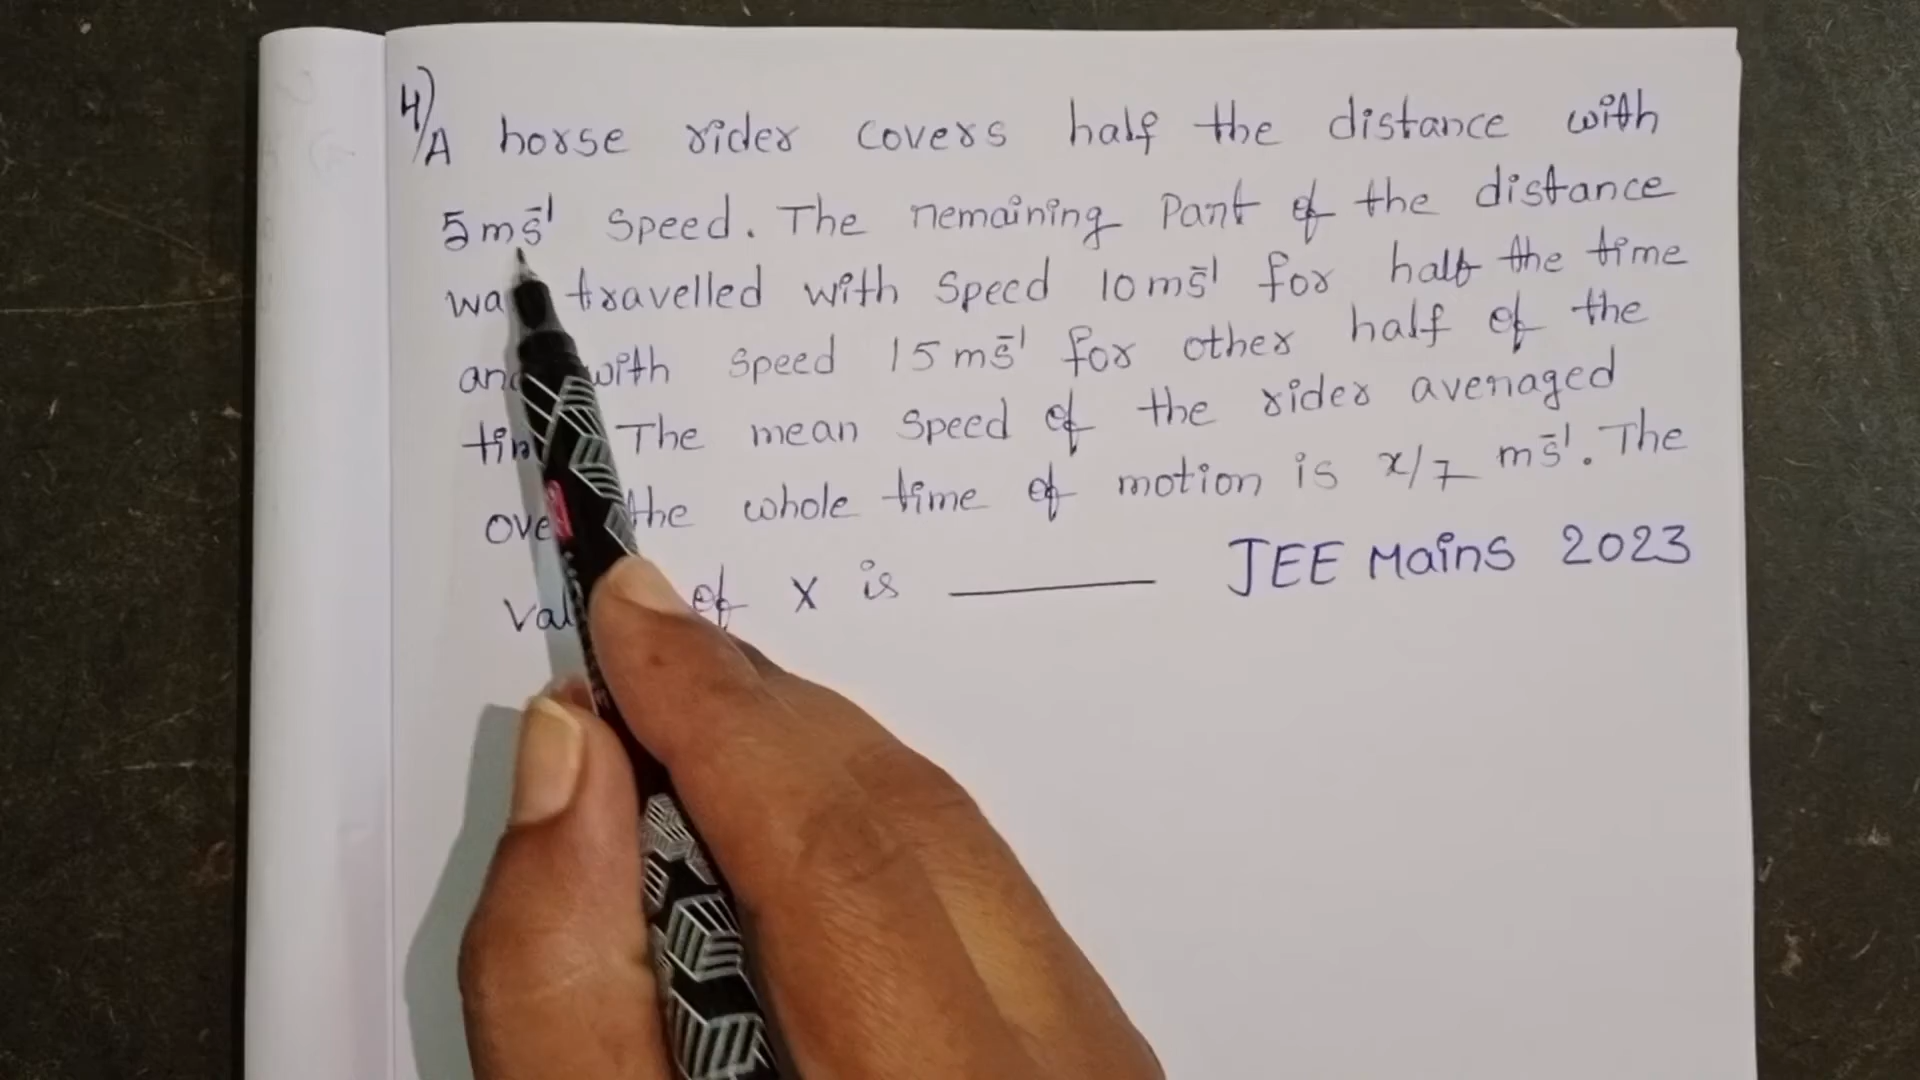 4) A horse rider covers half the distance with
5 ms⁻¹ speed. The remaining part of the distance
travelled with speed 10 ms⁻¹ for half the time
with speed 15 ms⁻¹ for other half of the
The mean speed of the rider averaged
the whole time of motion is x/7 ms⁻¹. The
of x is ______ JEE Mains 2023